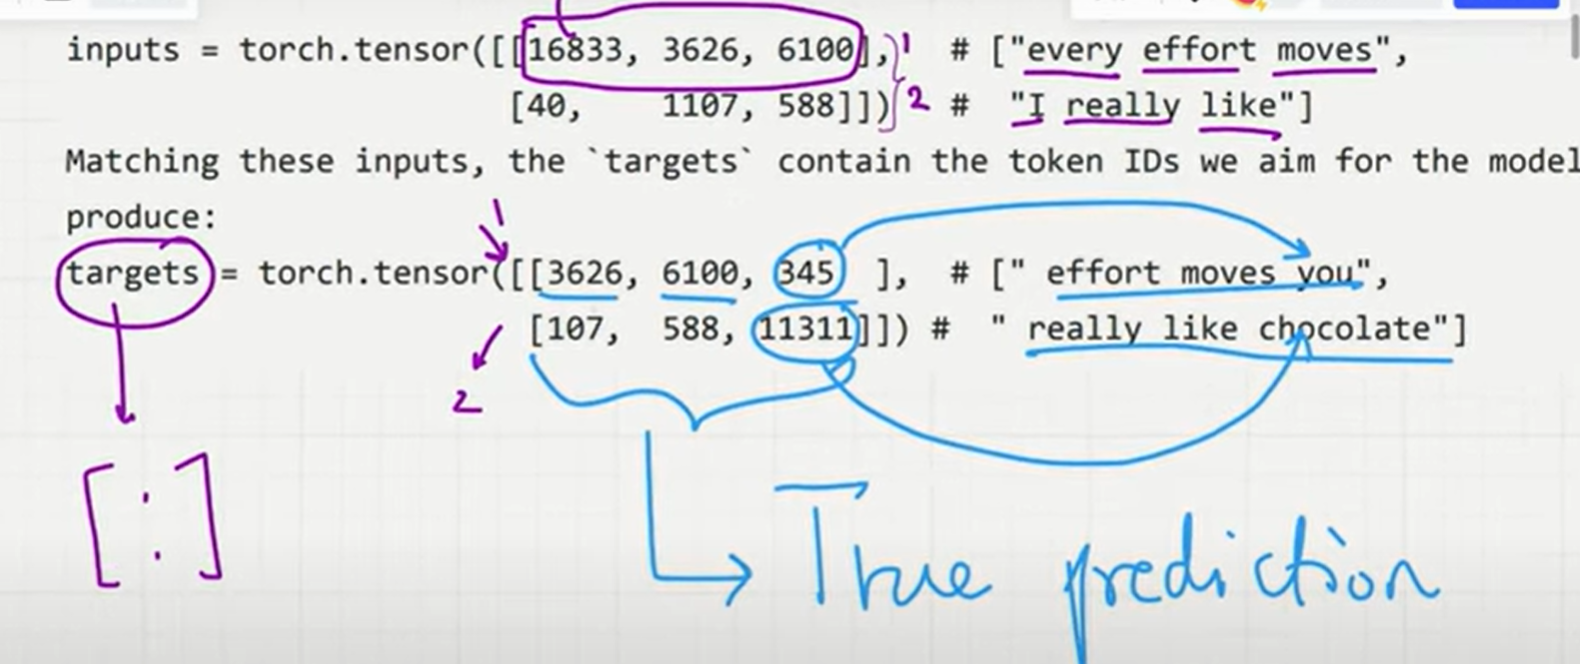 inputs = torch.tensor([[16833, 3626, 6100], 1 # ["every effort moves",
[40, 1107, 588]]) 2 # "I really like"]
Matching these inputs, the `targets` contain the token IDs we aim for the model
produce:
1
targets = torch.tensor([[3626, 6100, 345 ], # [" effort moves you",
[107, 588, 11311]]) # " really like chocolate"]
2
[ : ]
True prediction